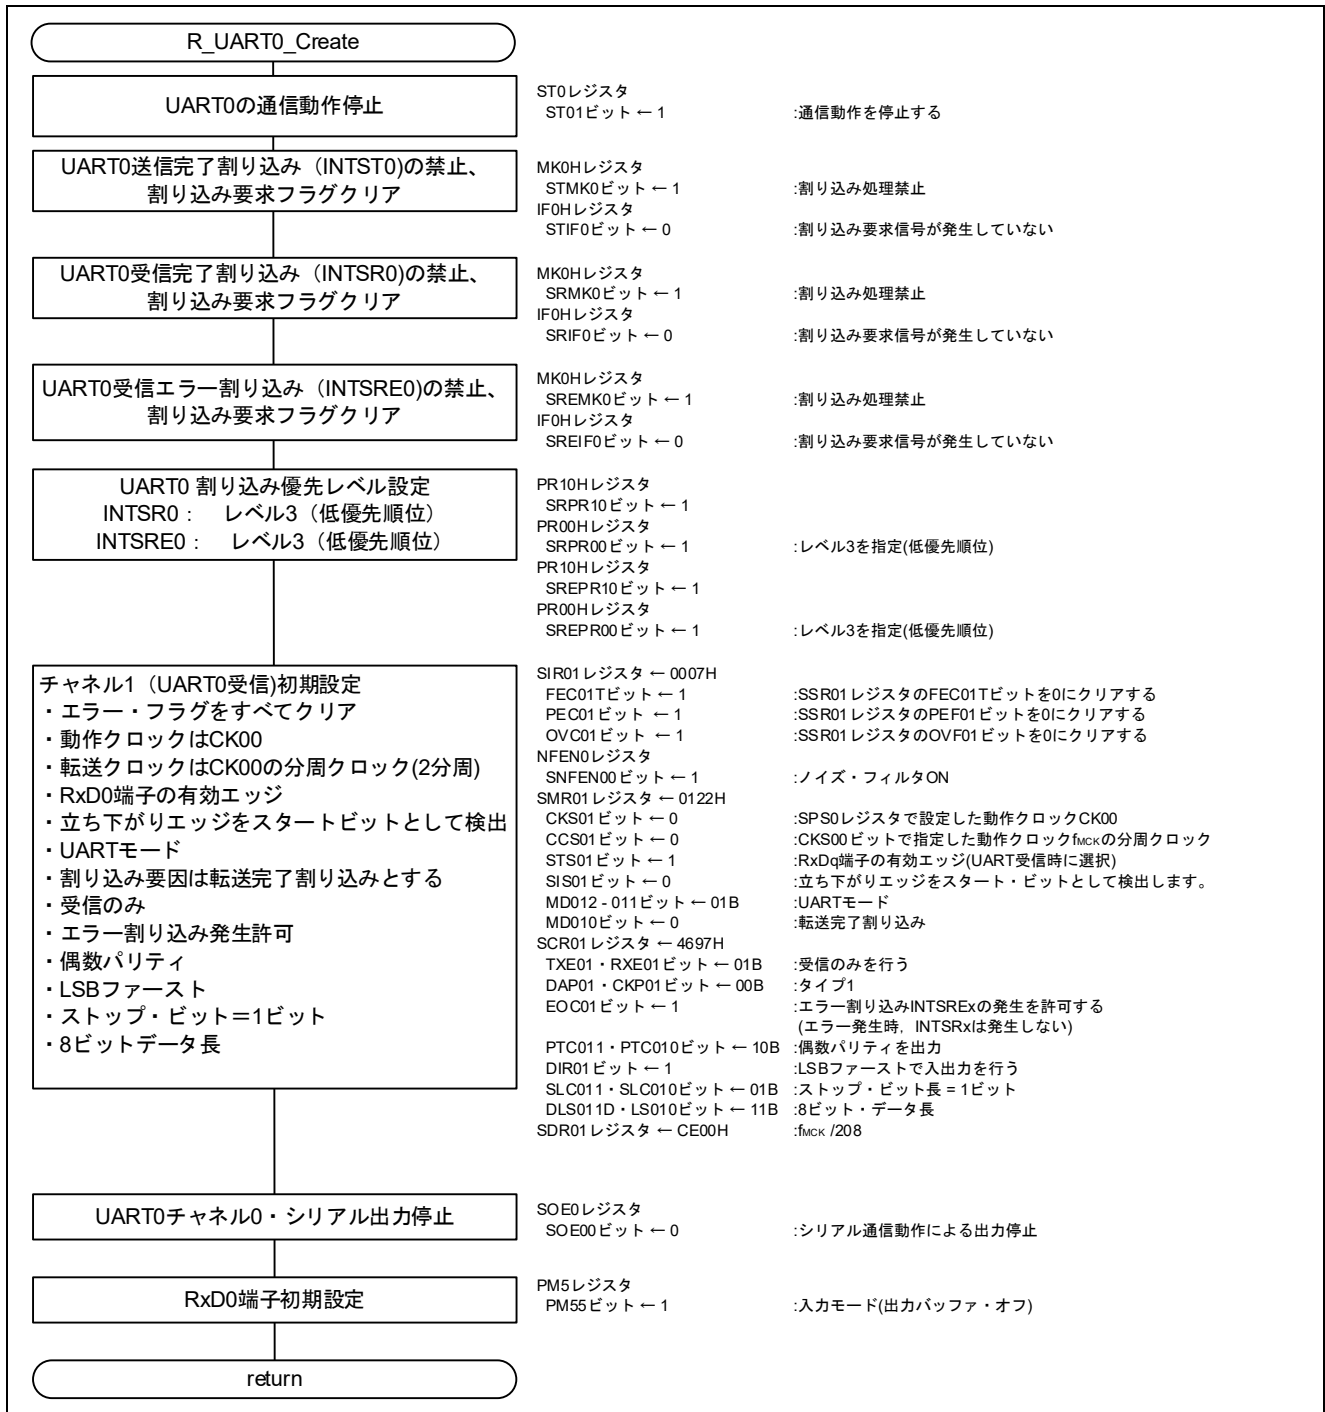 R_UART0_Create
UART0の通信動作停止
ST0レジスタ
ST01ビット ← 1 :通信動作を停止する
UART0送信完了割り込み（INTST0)の禁止、
割り込み要求フラグクリア
MK0Hレジスタ
STMK0ビット ← 1 :割り込み処理禁止
IF0Hレジスタ
STIF0ビット ← 0 :割り込み要求信号が発生していない
UART0受信完了割り込み（INTSR0)の禁止、
割り込み要求フラグクリア
MK0Hレジスタ
SRMK0ビット ← 1 :割り込み処理禁止
IF0Hレジスタ
SRIF0ビット ← 0 :割り込み要求信号が発生していない
UART0受信エラー割り込み（INTSRE0)の禁止、
割り込み要求フラグクリア
MK0Hレジスタ
SREMK0ビット ← 1 :割り込み処理禁止
IF0Hレジスタ
SREIF0ビット ← 0 :割り込み要求信号が発生していない
UART0 割り込み優先レベル設定
INTSR0： レベル3（低優先順位）
INTSRE0： レベル3（低優先順位）
PR10Hレジスタ
SRPR10ビット ← 1
PR00Hレジスタ
SRPR00ビット ← 1 :レベル3を指定(低優先順位)
PR10Hレジスタ
SREPR10ビット ← 1
PR00Hレジスタ
SREPR00ビット ← 1 :レベル3を指定(低優先順位)
チャネル1（UART0受信)初期設定
・エラー・フラグをすべてクリア
・動作クロックはCK00
・転送クロックはCK00の分周クロック(2分周)
・RxD0端子の有効エッジ
・立ち下がりエッジをスタートビットとして検出
・UARTモード
・割り込み要因は転送完了割り込みとする
・受信のみ
・エラー割り込み発生許可
・偶数パリティ
・LSBファースト
・ストップ・ビット＝1ビット
・8ビットデータ長
SIR01レジスタ ← 0007H
FEC01Tビット ← 1 :SSR01レジスタのFEC01Tビットを0にクリアする
PEC01ビット ← 1 :SSR01レジスタのPEF01ビットを0にクリアする
OVC01ビット ← 1 :SSR01レジスタのOVF01ビットを0にクリアする
NFEN0レジスタ
SNFEN00ビット ← 1 :ノイズ・フィルタON
SMR01レジスタ ← 0122H
CKS01ビット ← 0 :SPS0レジスタで設定した動作クロックCK00
CCS01ビット ← 0 :CKS00ビットで指定した動作クロックfMCKの分周クロック
STS01ビット ← 1 :RxDq端子の有効エッジ(UART受信時に選択)
SIS01ビット ← 0 :立ち下がりエッジをスタート・ビットとして検出します。
MD012 - 011ビット ← 01B :UARTモード
MD010ビット ← 0 :転送完了割り込み
SCR01レジスタ ← 4697H
TXE01・RXE01ビット ← 01B :受信のみを行う
DAP01・CKP01ビット ← 00B :タイプ1
EOC01ビット ← 1 :エラー割り込みINTSRExの発生を許可する
(エラー発生時，INTSRxは発生しない)
PTC011・PTC010ビット ← 10B :偶数パリティを出力
DIR01ビット ← 1 :LSBファーストで入出力を行う
SLC011・SLC010ビット ← 01B :ストップ・ビット長 = 1ビット
DLS011D・LS010ビット ← 11B :8ビット・データ長
SDR01レジスタ ← CE00H :fMCK /208
UART0チャネル0・シリアル出力停止
SOE0レジスタ
SOE00ビット ← 0 :シリアル通信動作による出力停止
RxD0端子初期設定
PM5レジスタ
PM55ビット ← 1 :入力モード(出力バッファ・オフ)
return